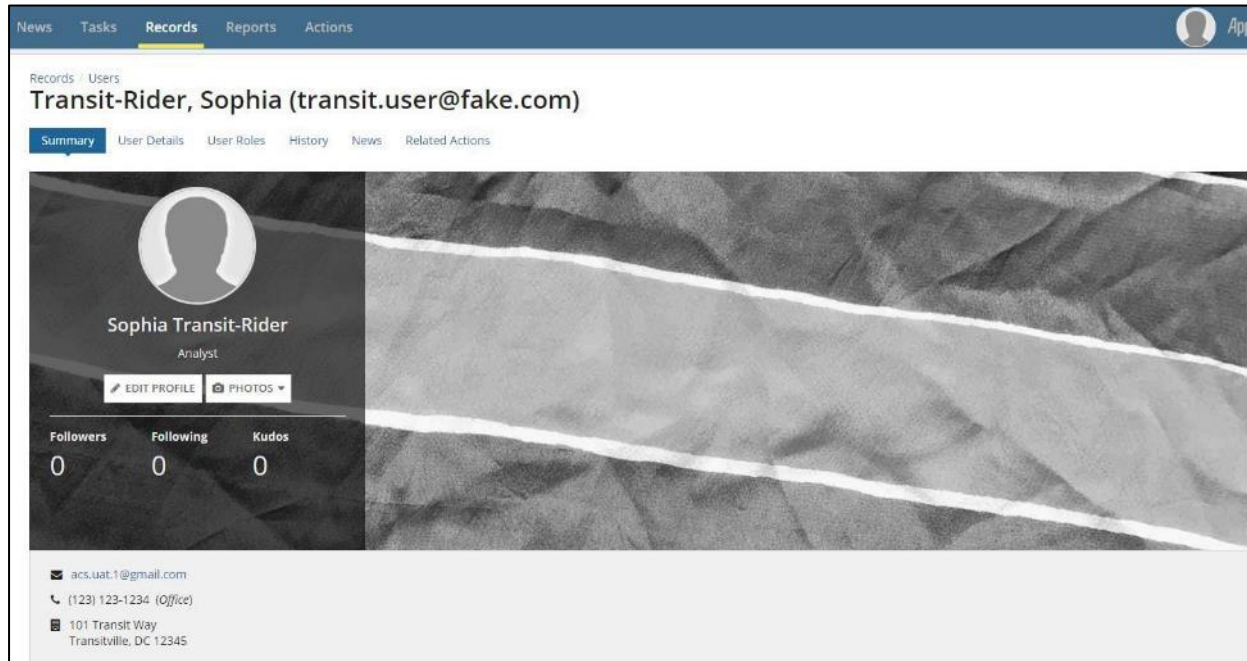 News Tasks Records Reports Actions
Records / Users
Transit-Rider, Sophia (transit.user@fake.com)
Summary User Details User Roles History News Related Actions
Sophia Transit-Rider
Analyst
EDIT PROFILE PHOTOS
Followers Following Kudos
0 0 0
acs.uat.1@gmail.com
(123) 123-1234 (Office)
101 Transit Way
Transitville, DC 12345